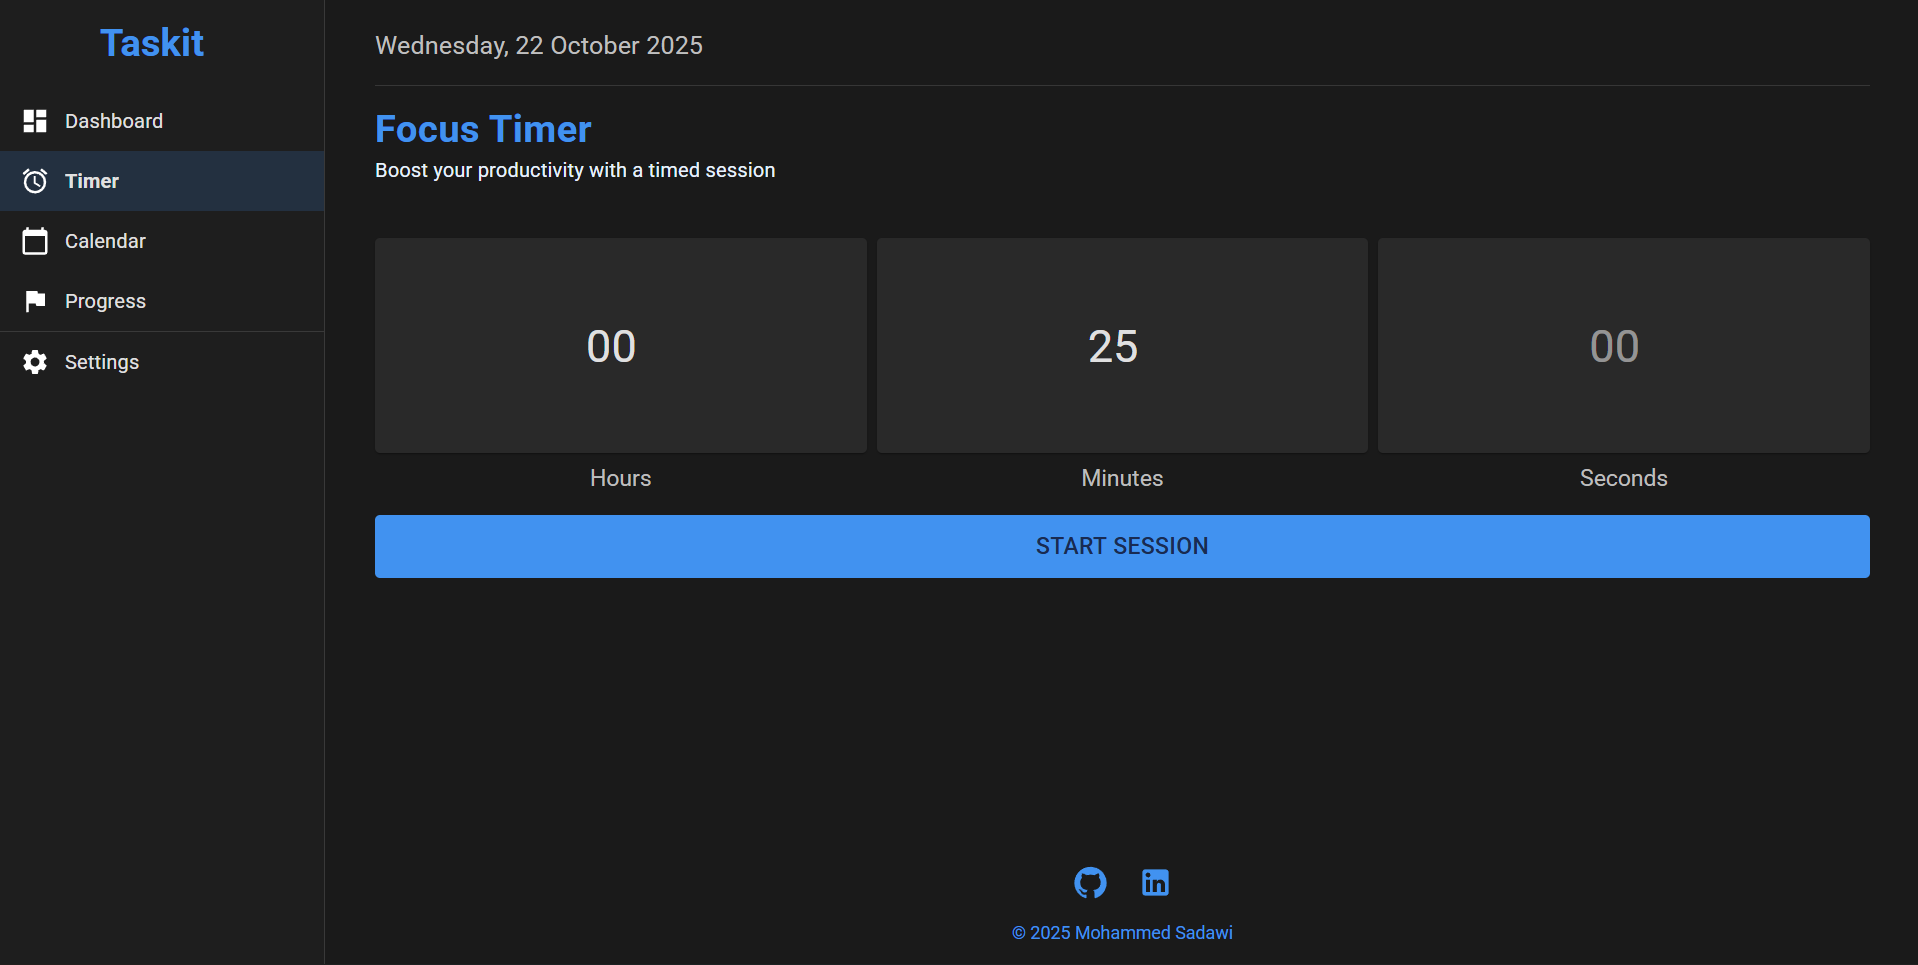 Taskit
Dashboard
Timer
Calendar
Progress
Settings
Wednesday, 22 October 2025
Focus Timer
Boost your productivity with a timed session
00 25 00
Hours Minutes Seconds
START SESSION
© 2025 Mohammed Sadawi